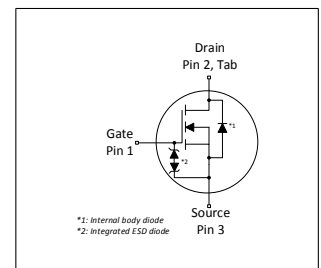 Drain
Pin 2, Tab
*1
Gate
Pin 1
*2
Source
Pin 3
*1: Internal body diode
*2: Integrated ESD diode